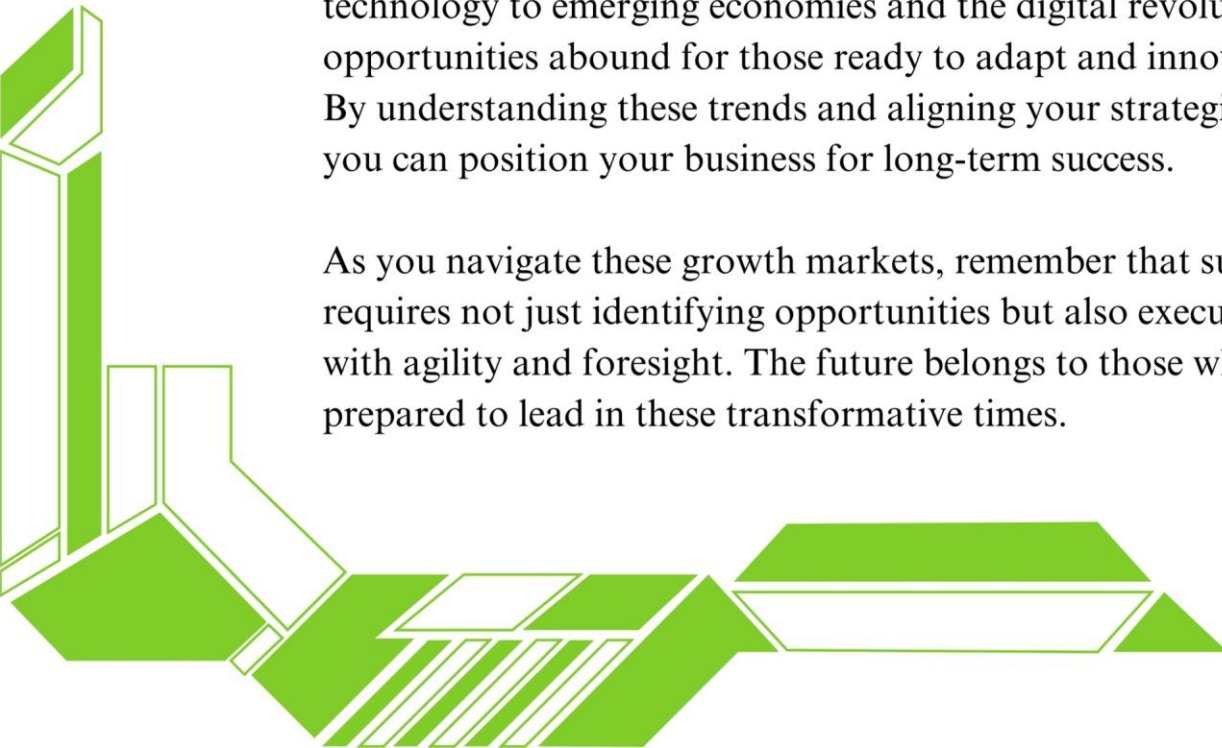 technology to emerging economies and the digital
opportunities abound for those ready to adapt and
By understanding these trends and aligning your
you can position your business for long-term success.
As you navigate these growth markets, remember that
requires not just identifying opportunities but also
with agility and foresight. The future belongs to those
prepared to lead in these transformative times.